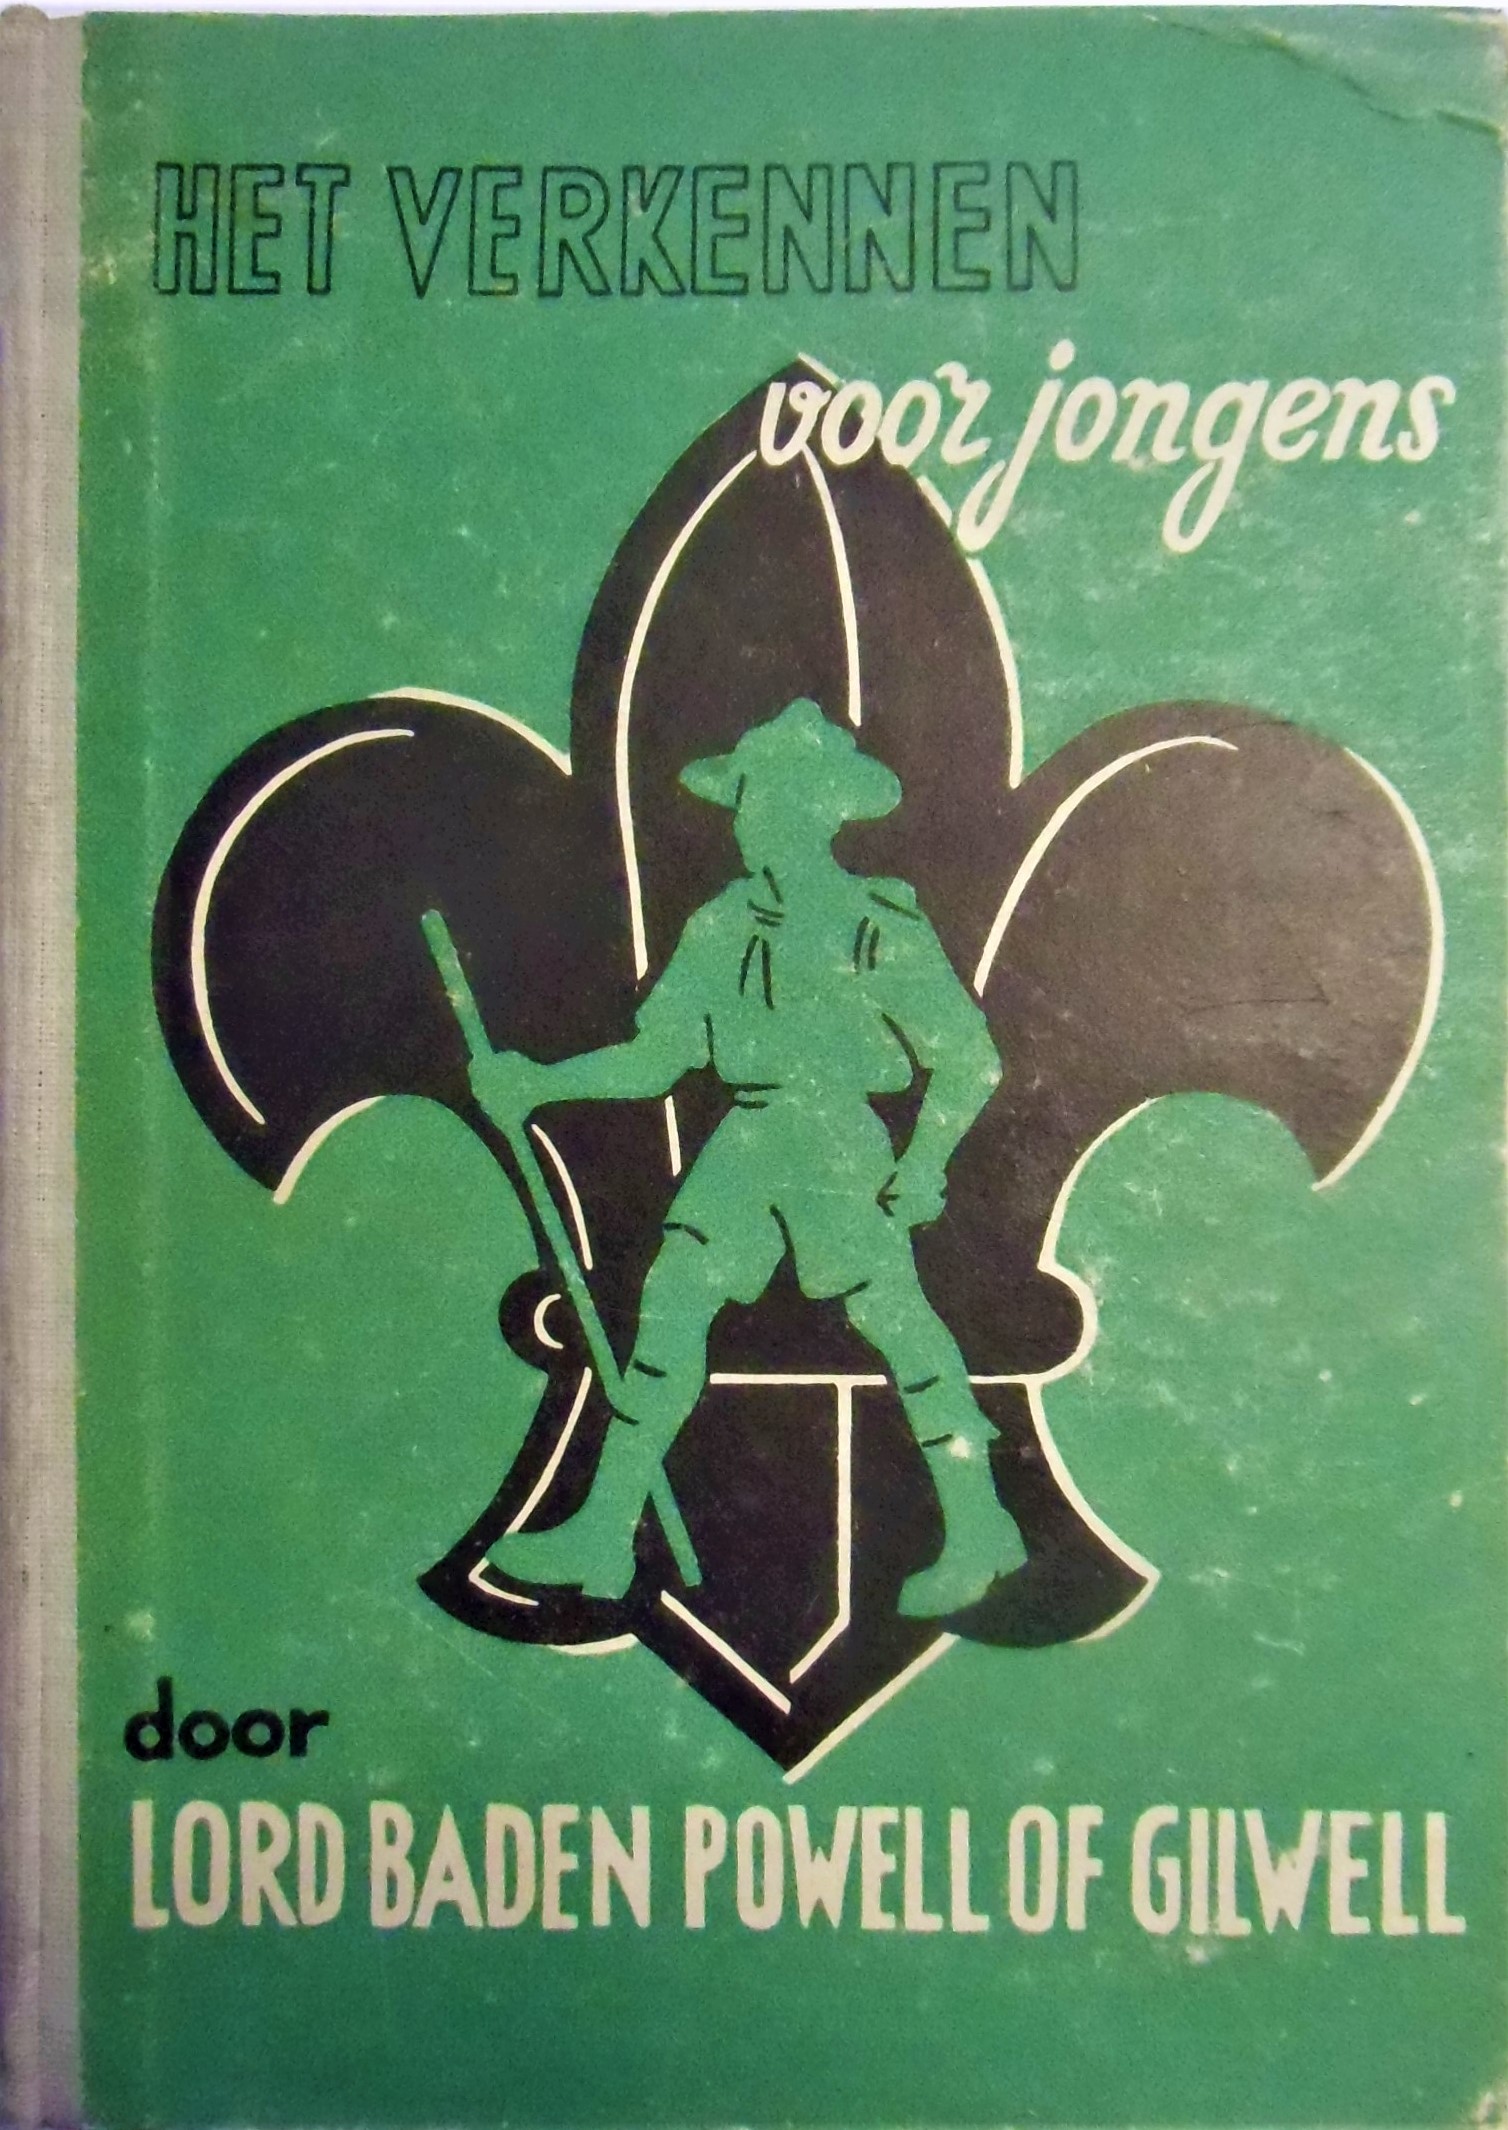 HET VERKENNEN
voor jongens
door
LORD BADEN POWELL OF GILWELL